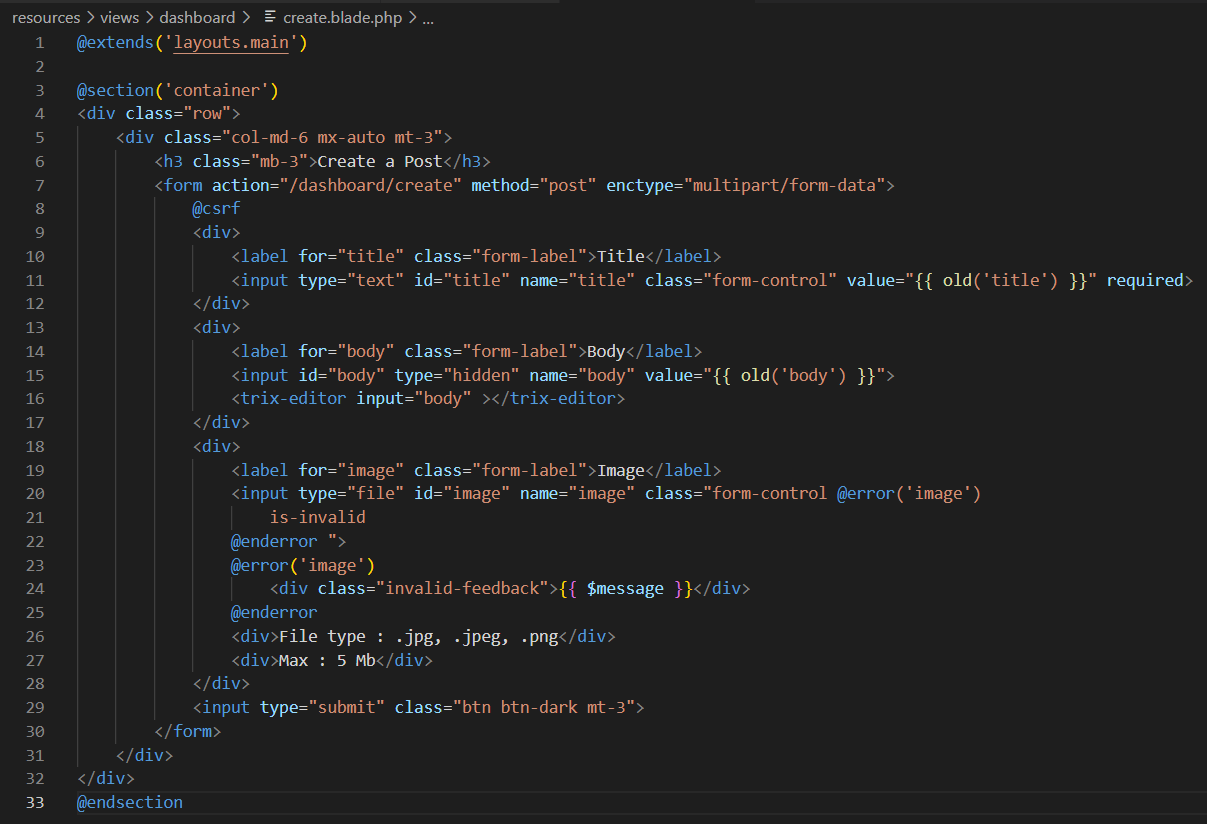 resources > views > dashboard > create.blade.php > ...
1 @extends('layouts.main')
2
3 @section('container')
4 <div class="row">
5     <div class="col-md-6 mx-auto mt-3">
6         <h3 class="mb-3">Create a Post</h3>
7         <form action="/dashboard/create" method="post" enctype="multipart/form-data">
8             @csrf
9             <div>
10                 <label for="title" class="form-label">Title</label>
11                 <input type="text" id="title" name="title" class="form-control" value="{{ old('title') }}" required>
12             </div>
13             <div>
14                 <label for="body" class="form-label">Body</label>
15                 <input id="body" type="hidden" name="body" value="{{ old('body') }}">
16                 <trix-editor input="body" ></trix-editor>
17             </div>
18             <div>
19                 <label for="image" class="form-label">Image</label>
20                 <input type="file" id="image" name="image" class="form-control @error('image')
21                     is-invalid
22                 @enderror ">
23                 @error('image')
24                     <div class="invalid-feedback">{{ $message }}</div>
25                 @enderror
26                 <div>File type : .jpg, .jpeg, .png</div>
27                 <div>Max : 5 Mb</div>
28             </div>
29             <input type="submit" class="btn btn-dark mt-3">
30         </form>
31     </div>
32 </div>
33 @endsection